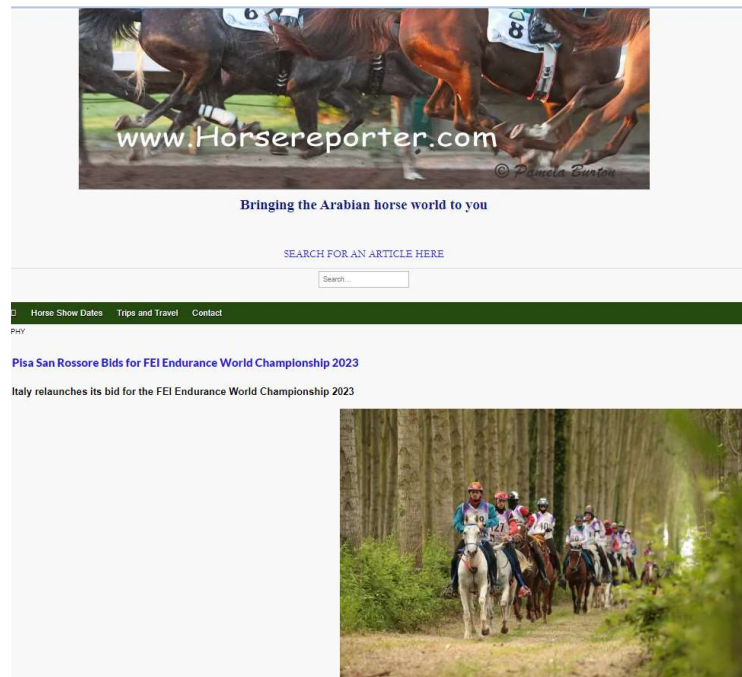 8
www.Horsereporter.com
© Pamela Burton
Bringing the Arabian horse world to you
SEARCH FOR AN ARTICLE HERE
Search...
Horse Show Dates Trips and Travel Contact
PHY
Pisa San Rossore Bids for FEI Endurance World Championship 2023
Italy relaunches its bid for the FEI Endurance World Championship 2023